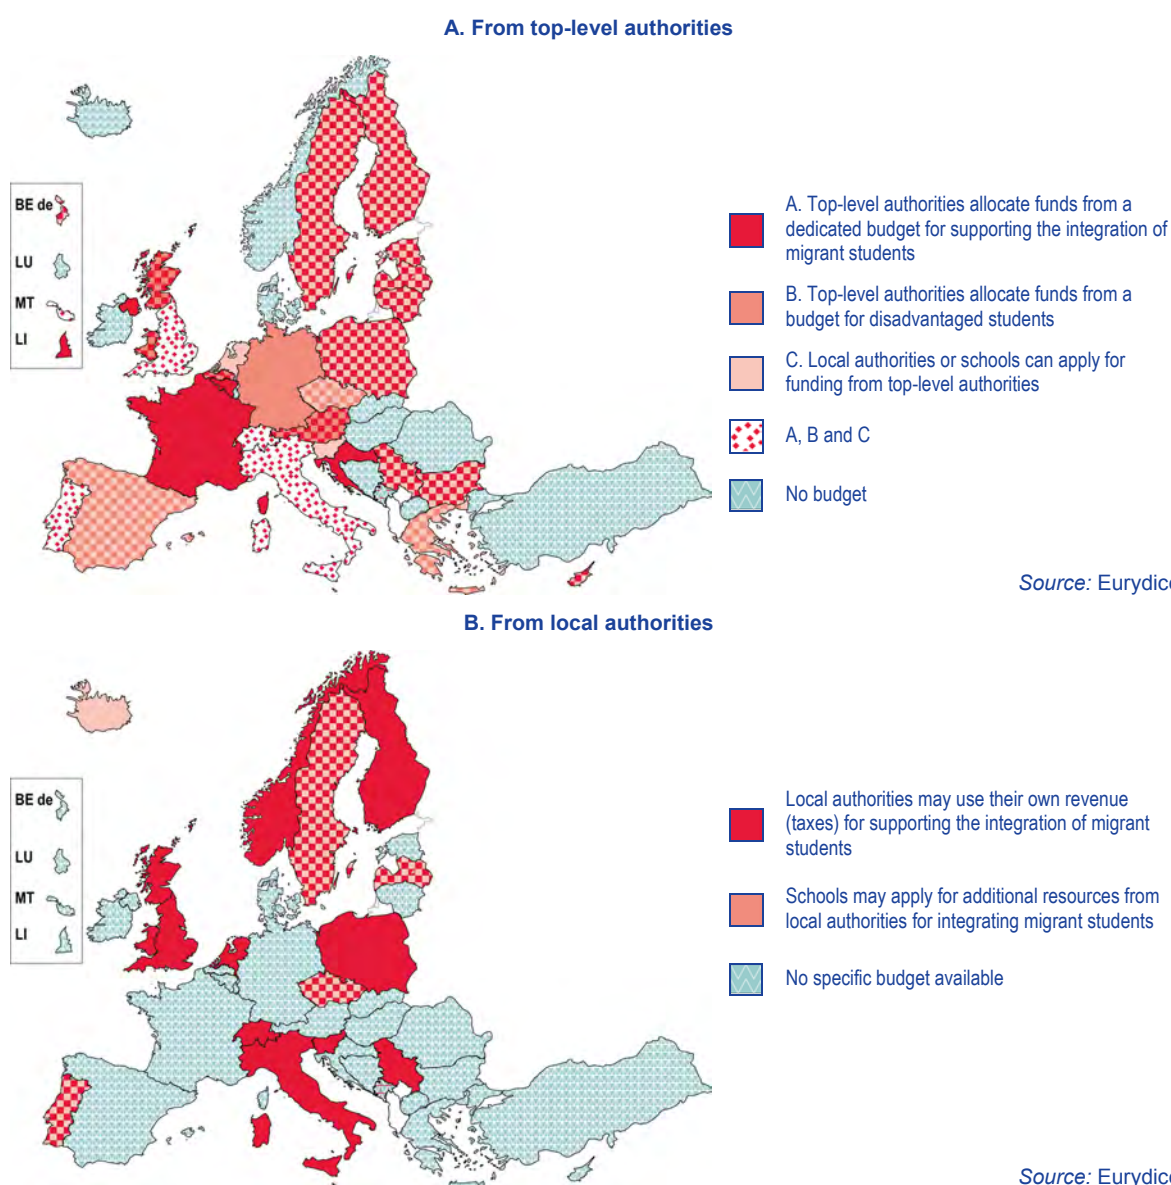 A. From top-level authorities
BE de
LU
MT
LI
A. Top-level authorities allocate funds from a
dedicated budget for supporting the integration of
migrant students
B. Top-level authorities allocate funds from a
budget for disadvantaged students
C. Local authorities or schools can apply for
funding from top-level authorities
A, B and C
No budget
Source: Eurydice
B. From local authorities
BE de
LU
MT
LI
Local authorities may use their own revenue
(taxes) for supporting the integration of migrant
students
Schools may apply for additional resources from
local authorities for integrating migrant students
No specific budget available
Source: Eurydice